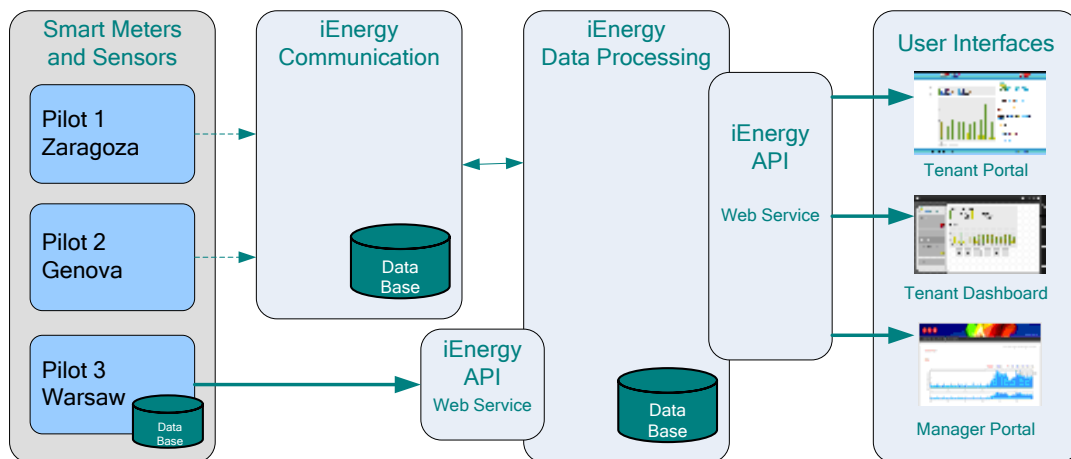 Smart Meters
and Sensors
Pilot 1
Zaragoza
Pilot 2
Genova
Pilot 3
Warsaw
Data
Base
iEnergy
Communication
Data
Base
iEnergy
API
Web Service
iEnergy
Data Processing
Data
Base
iEnergy
API
Web Service
User Interfaces
Tenant Portal
Tenant Dashboard
Manager Portal